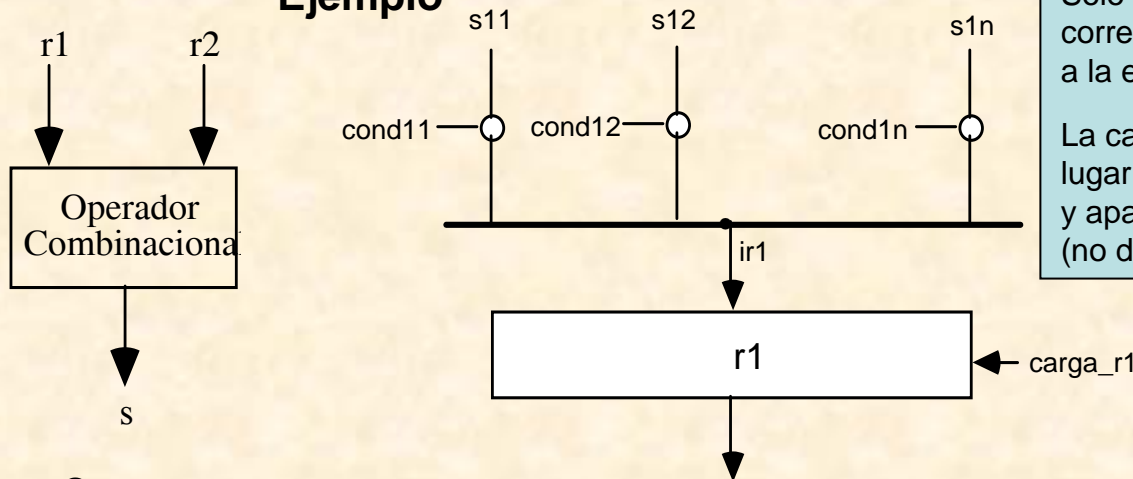 Ejemplo
r1 r2
Operador
Combinaciona
s
s11 s12 s1n
cond11 cond12 cond1n
ir1
r1
carga_r1
corre
a la e
La ca
lugar
y apa
(no d